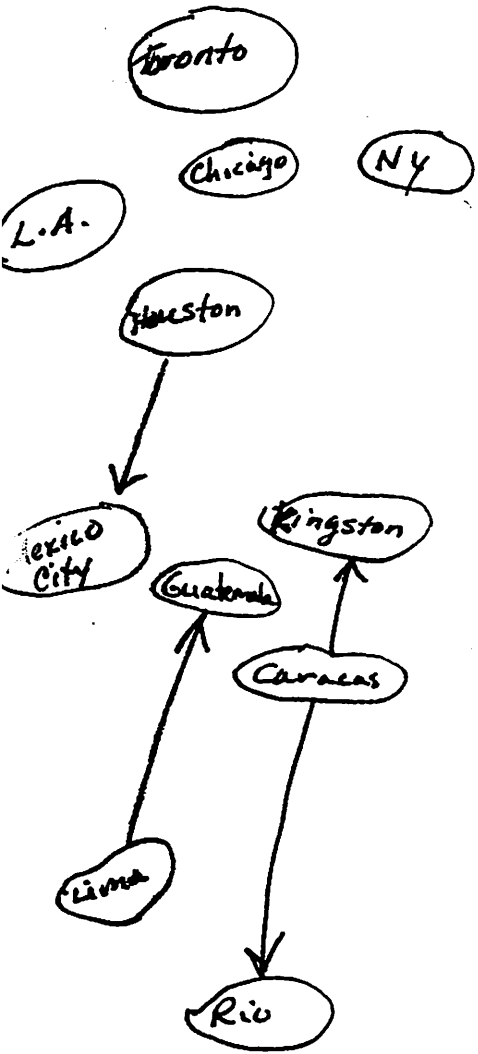 Toronto
Chicago
NY
L.A.
Houston
Mexico
City
Kingston
Guatemala
Caracas
Lima
Rio